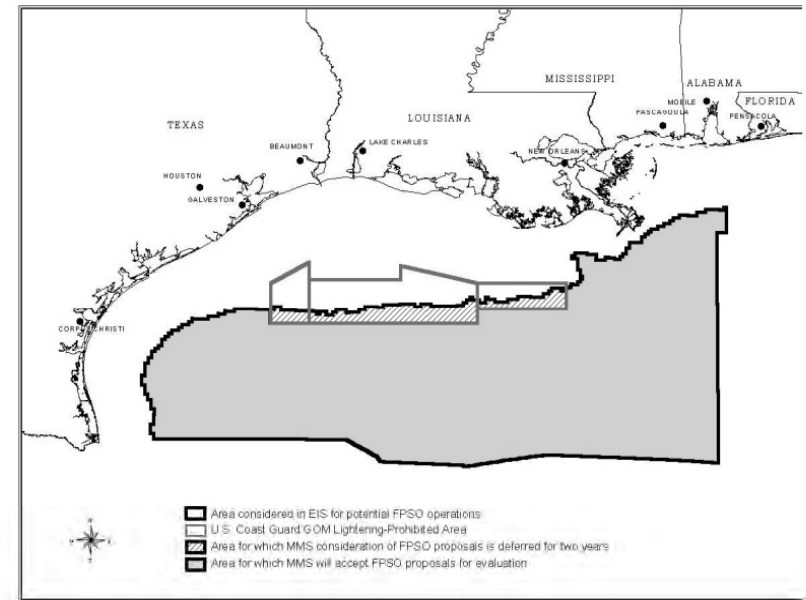 MISSISSIPPI
ALABAMA
MOBILE
FLORIDA
PASCAGOULA
PENSACOLA
TEXAS
LOUISIANA
BEAUMONT
LAKE CHARLES
NEW ORLEANS
HOUSTON
GALVESTON
CORPUS CHRISTI
Area considered in EIS for potential FPSO operations
U.S. Coast Guard GOM Lightering-Prohibited Area
Area for which MMS consideration of FPSO proposals is deferred for two years
Area for which MMS will accept FPSO proposals for evaluation